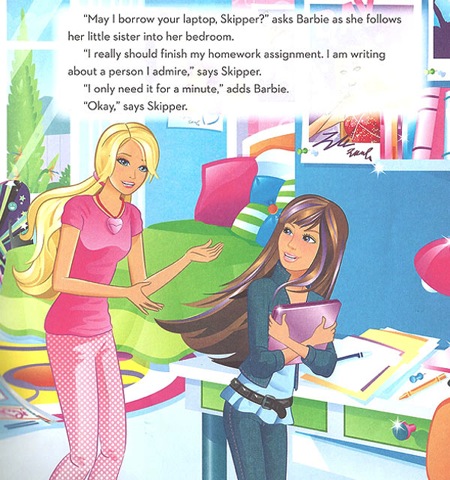 "May I borrow your laptop, Skipper?" asks Barbie as she follows
her little sister into her bedroom.
"I really should finish my homework assignment. I am writing
about a person I admire," says Skipper.
"I only need it for a minute," adds Barbie.
"Okay," says Skipper.